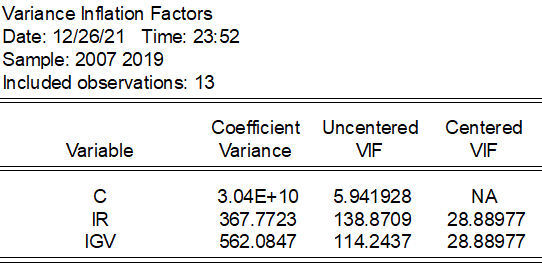 Variance Inflation Factors
Date: 12/26/21 Time: 23:52
Sample: 2007 2019
Included observations: 13
Coefficient Uncentered Centered
Variable Variance VIF VIF
C 3.04E+10 5.941928 NA
IR 367.7723 138.8709 28.88977
IGV 562.0847 114.2437 28.88977